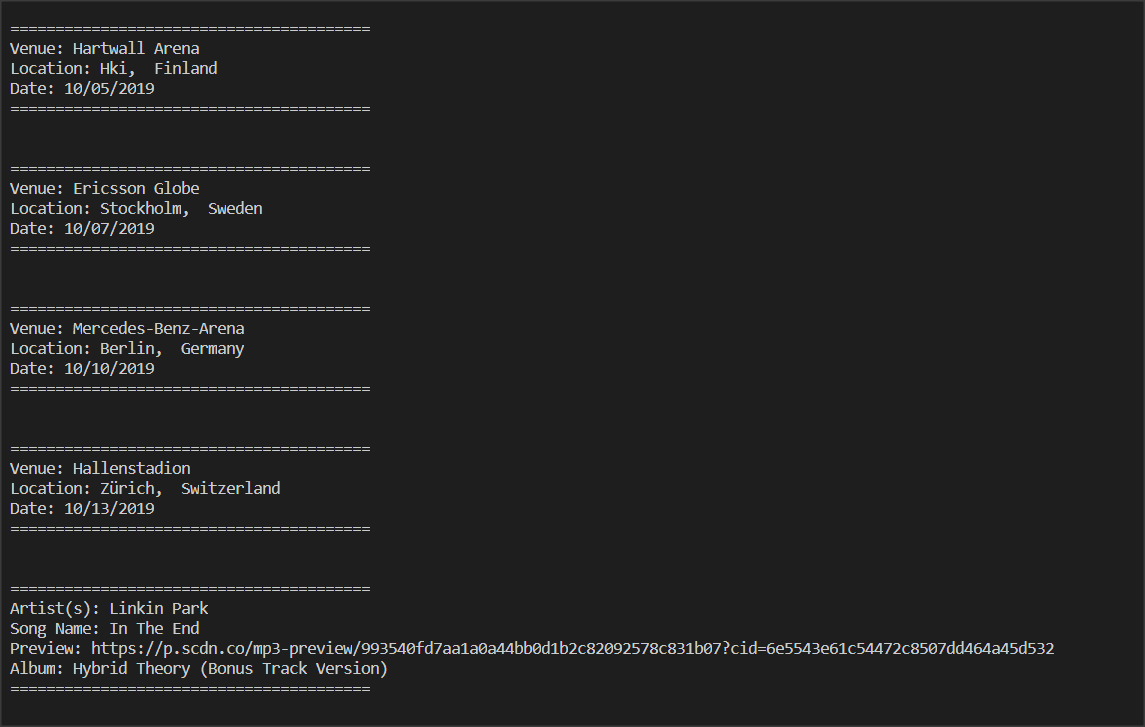 ========================================
Venue: Hartwall Arena
Location: Hki,  Finland
Date: 10/05/2019
========================================
========================================
Venue: Ericsson Globe
Location: Stockholm,  Sweden
Date: 10/07/2019
========================================
========================================
Venue: Mercedes-Benz-Arena
Location: Berlin,  Germany
Date: 10/10/2019
========================================
========================================
Venue: Hallenstadion
Location: Zürich,  Switzerland
Date: 10/13/2019
========================================
========================================
Artist(s): Linkin Park
Song Name: In The End
Preview: https://p.scdn.co/mp3-preview/993540fd7aa1a0a44bb0d1b2c82092578c831b07?cid=6e5543e61c54472c8507dd464a45d532
Album: Hybrid Theory (Bonus Track Version)
========================================